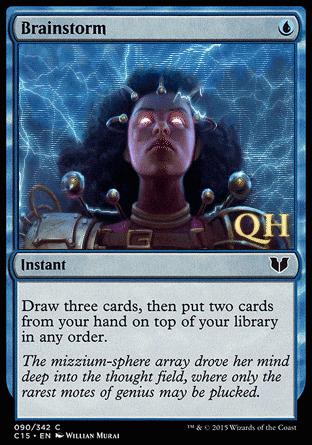 Brainstorm
QH
Instant
Draw three cards, then put two cards
from your hand on top of your library
in any order.
The mizzium-sphere array drove her mind
deep into the thought field, where only the
rarest motes of genius may be plucked.
090/342 C
C15 • EN Willian Murai
™ & © 2015 Wizards of the Coast